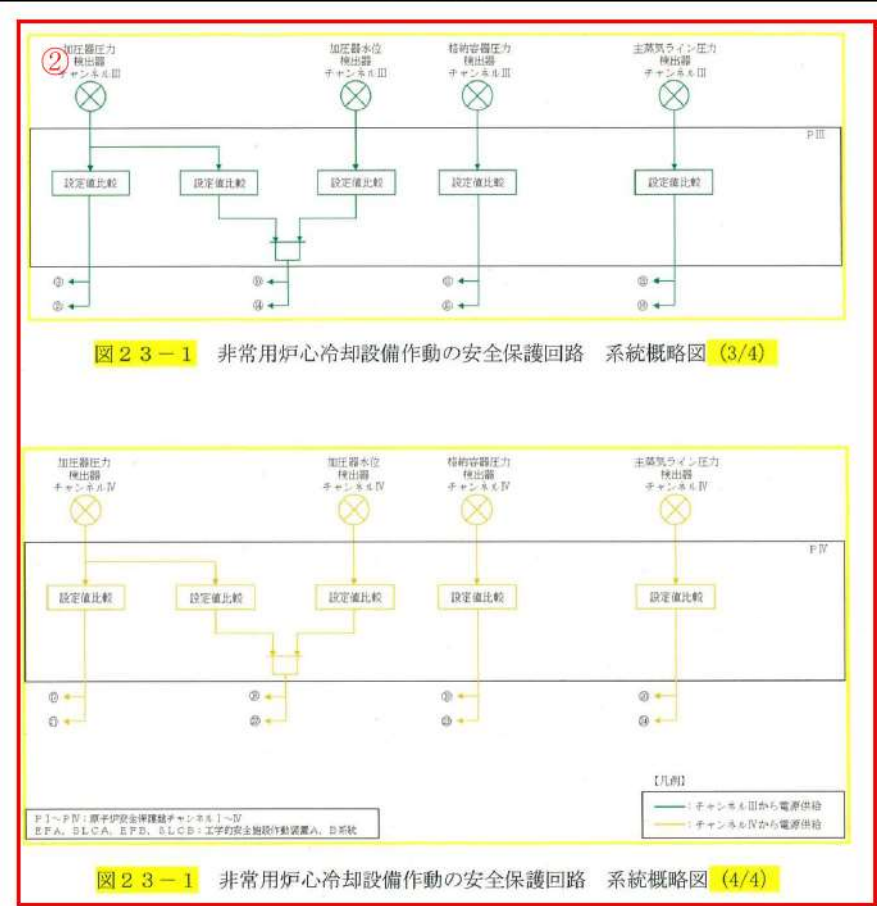 ②
加圧器圧力 加圧器水位 格納容器圧力 主蒸気ライン圧力
検出器 検出器 検出器 検出器
チャンネルⅢ チャンネルⅢ チャンネルⅢ チャンネルⅢ
PⅢ
設定値比較 設定値比較 設定値比較 設定値比較 設定値比較
図23-1 非常用炉心冷却設備作動の安全保護回路 系統概略図 (3/4)
加圧器圧力 加圧器水位 格納容器圧力 主蒸気ライン圧力
検出器 検出器 検出器 検出器
チャンネルⅣ チャンネルⅣ チャンネルⅣ チャンネルⅣ
PⅣ
設定値比較 設定値比較 設定値比較 設定値比較 設定値比較
【凡例】
:チャンネルⅢから電源供給
:チャンネルⅣから電源供給
PⅠ~PⅣ:原子炉安全保護盤チャンネルⅠ~Ⅳ
EFA、SLCA、EFB、SLCB:工学的安全施設作動装置A、B系統
図23-1 非常用炉心冷却設備作動の安全保護回路 系統概略図 (4/4)